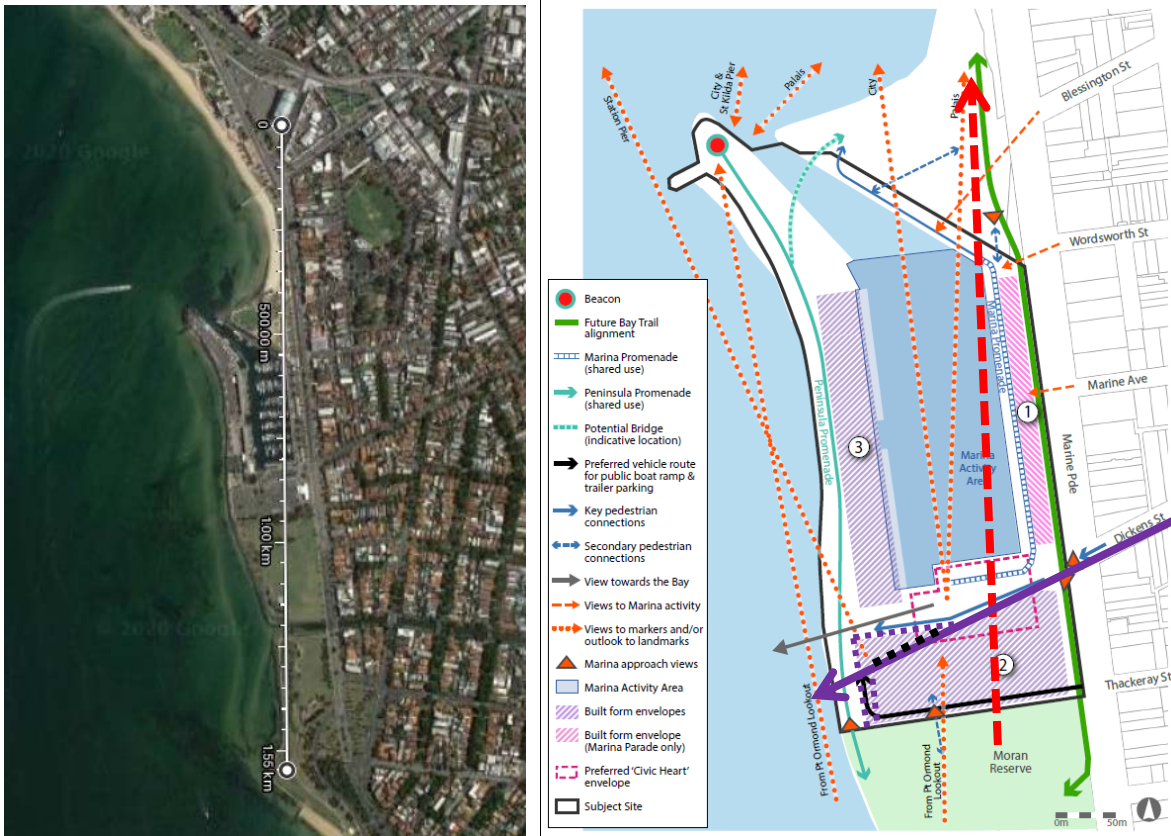 2020 Google
© 2020 Google
0
500.00 m
1.00 km
1.55 km
Station Pier
City &
St Kilda Pier
Palais
City
Palais
Blessington St
Wordsworth St
Marine Ave
Marine Pde
Dickens St
Thackeray St
Peninsula Promenade
Marina Promenade
Marina
Activity
Area
1
2
3
From Pt Ormond Lookout
From Pt Ormond
Lookout
Moran
Reserve
0m
50m
Beacon
Future Bay Trail
alignment
Marina Promenade
(shared use)
Peninsula Promenade
(shared use)
Potential Bridge
(indicative location)
Preferred vehicle route
for public boat ramp &
trailer parking
Key pedestrian
connections
Secondary pedestrian
connections
View towards the Bay
Views to Marina activity
Views to markers and/or
outlook to landmarks
Marina approach views
Marina Activity Area
Built form envelopes
Built form envelope
(Marina Parade only)
Preferred 'Civic Heart'
envelope
Subject Site